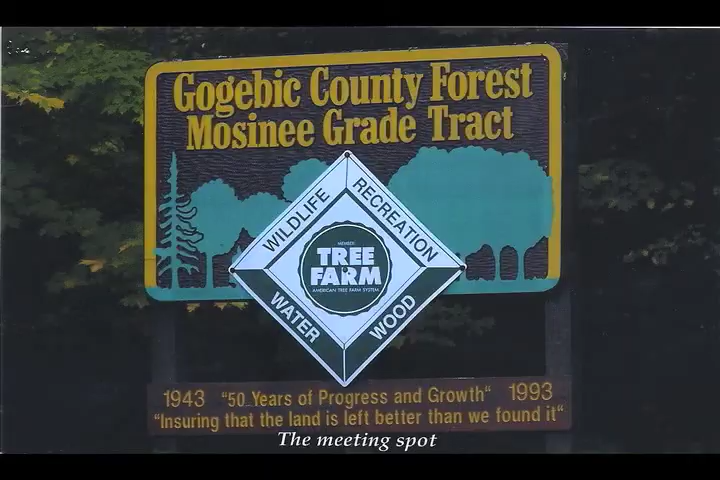 Gogebic County Forest
Mosinee Grade Tract
WILDLIFE
RECREATION
MEMBER
TREE
FARM
AMERICAN TREE FARM SYSTEM
WATER
WOOD
1943 "50 Years of Progress and Growth" 1993
"Insuring that the land is left better than we found it"
The meeting spot